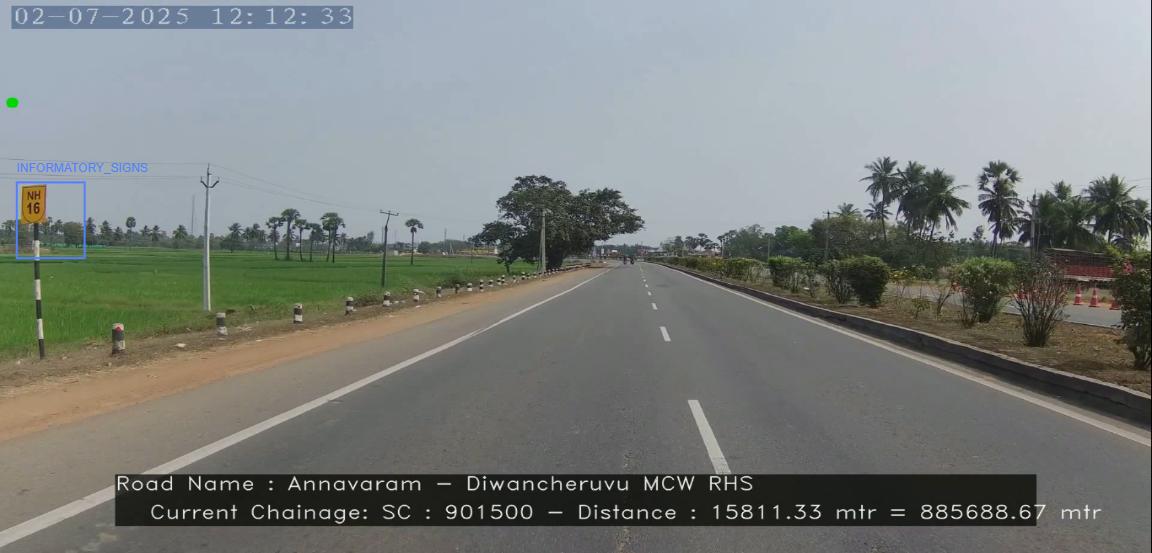 02-07-2025 12:12:33
INFORMATORY_SIGNS
NH
16
Road Name : Annavaram - Diwancheruvu MCW RHS
Current Chainage: SC : 901500 - Distance : 15811.33 mtr = 885688.67 mtr